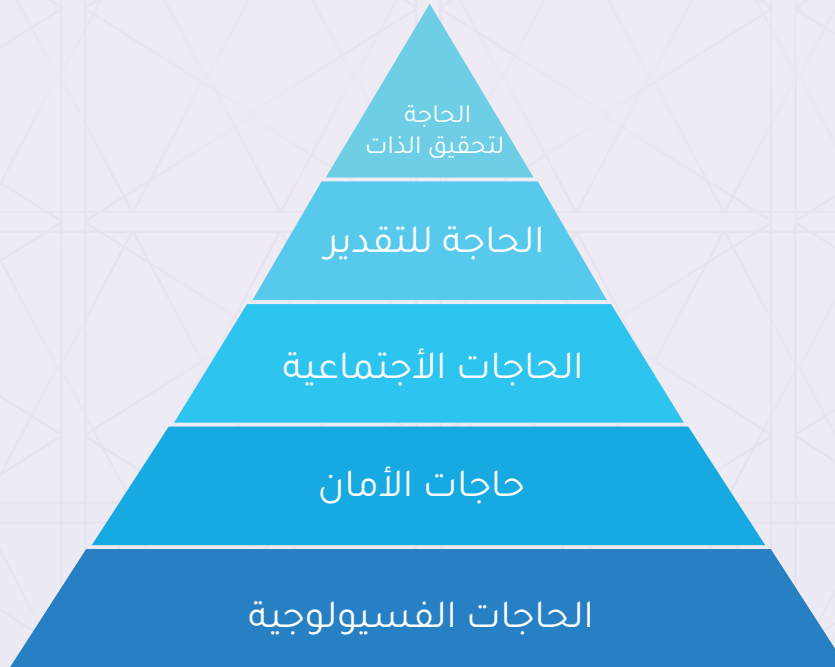 الحاجة
لتحقيق الذات
الحاجة للتقدير
الحاجات الأجتماعية
حاجات الأمان
الحاجات الفسيولوجية